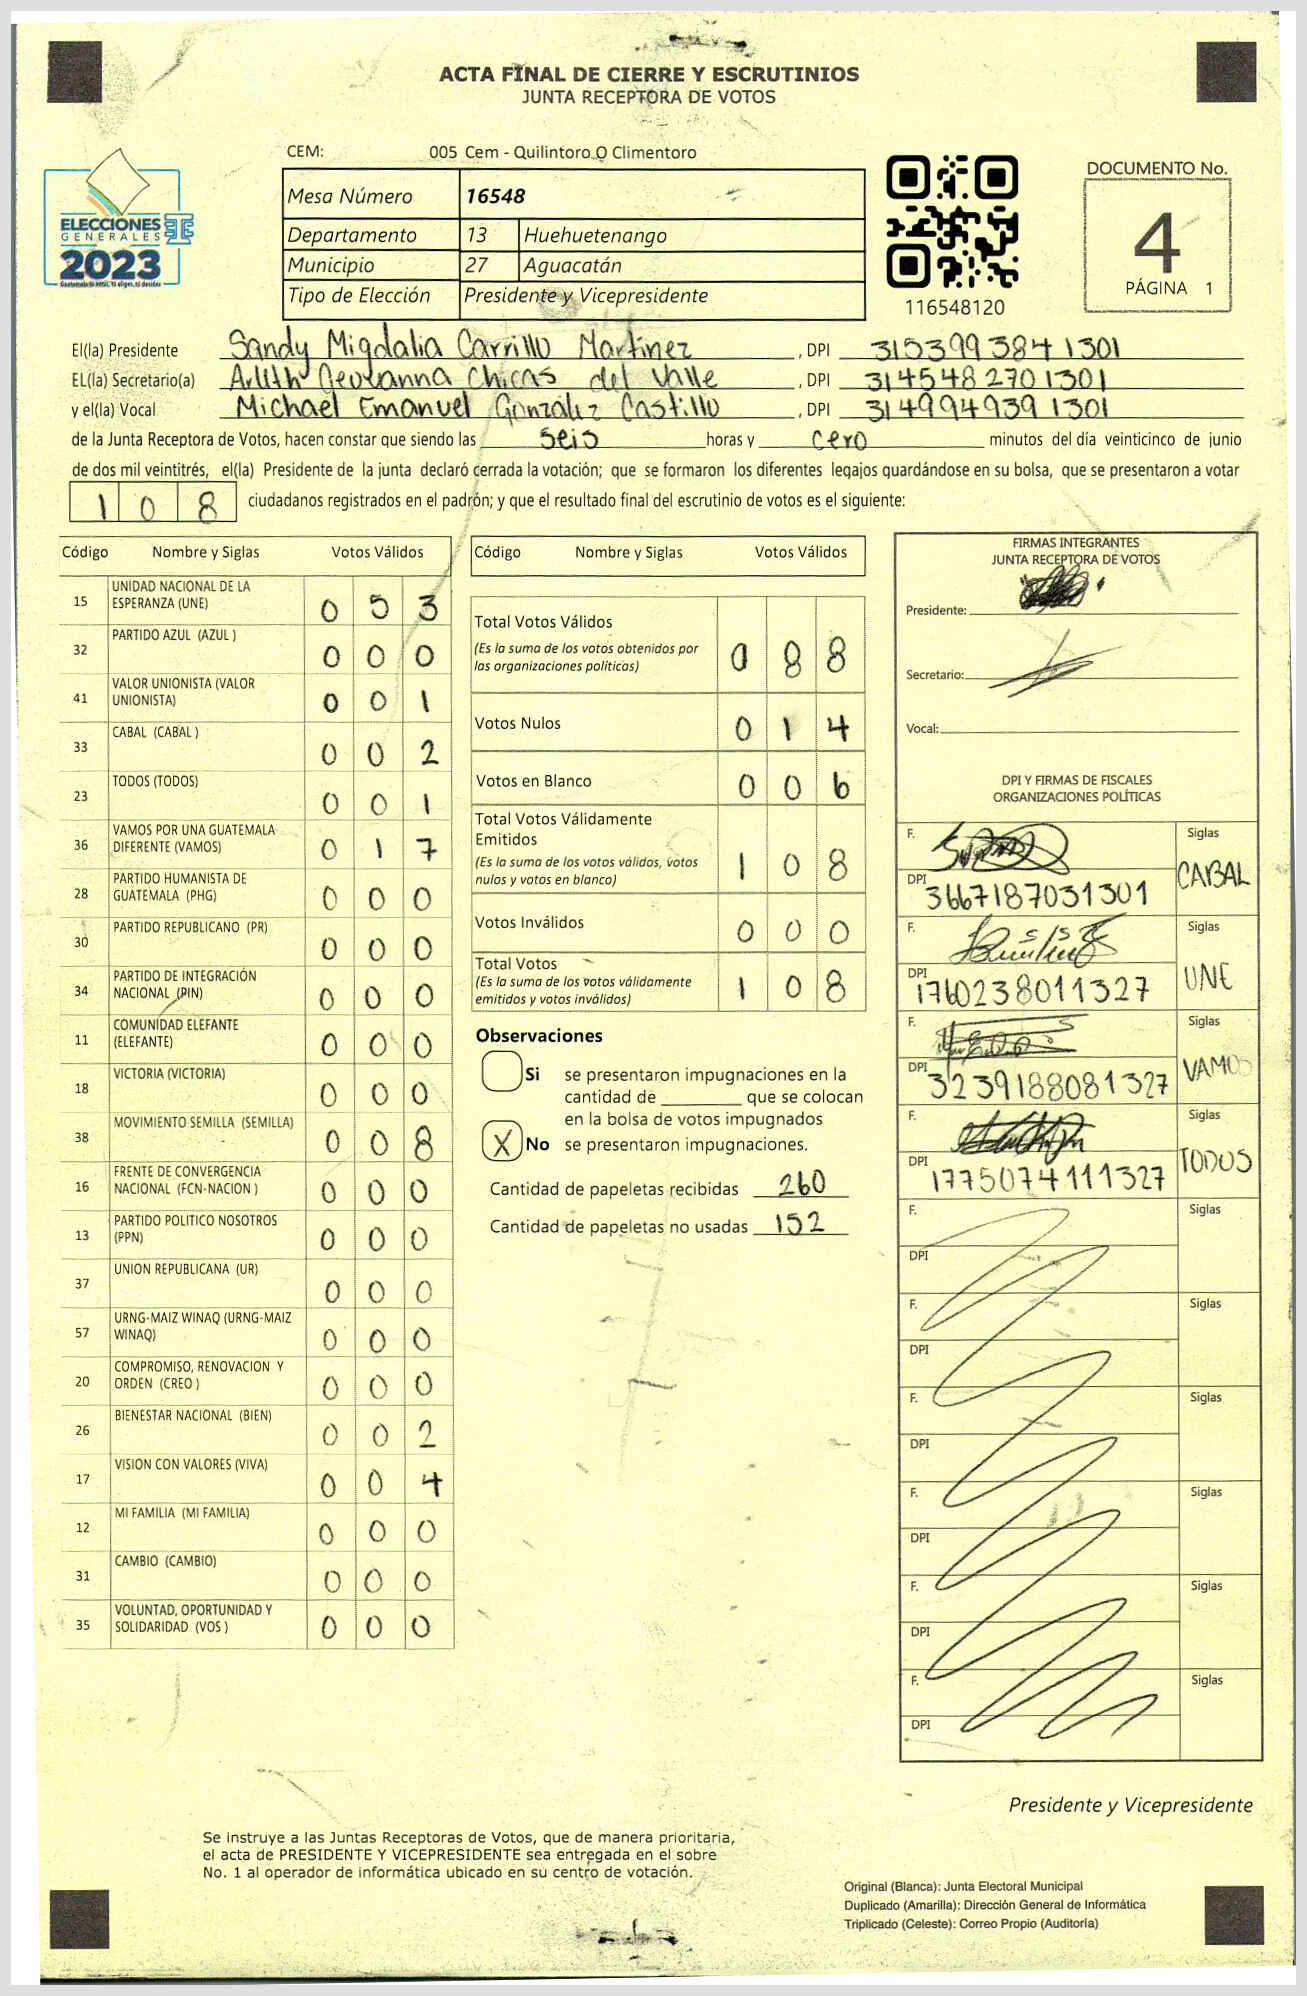 ACTA FINAL DE CIERRE Y ESCRUTINIOS
JUNTA RECEPTORA DE VOTOS
CEM: 005 Cem - Quilintoro O Climentoro
ELECCIONES
GENERALES
2023
Mesa Número 16548
Departamento 13 Huehuetenango
Municipio 27 Aguacatán
Tipo de Elección Presidente y Vicepresidente
116548120
DOCUMENTO No.
4
PÁGINA 1
El(la) Presidente Sandy Migdalia Carrillo Martinez, DPI 3153993841301
EL(la) Secretario(a) Chicas del Valle, DPI 3145482701301
y el(la) Vocal Michael Emanuel González Castillo, DPI 3149949391301
de la Junta Receptora de Votos, hacen constar que siendo las seis horas y cero minutos del día veinticinco de junio
de dos mil veintitrés, el(la) Presidente de la junta declaró cerrada la votación; que se formaron los diferentes legajos guardándose en su bolsa, que se presentaron a votar
108 ciudadanos registrados en el padrón; y que el resultado final del escrutinio de votos es el siguiente:
Código Nombre y Siglas Votos Válidos
15 UNIDAD NACIONAL DE LA
ESPERANZA (UNE) 0 5 3
32 PARTIDO AZUL (AZUL ) 0 0 0
41 VALOR UNIONISTA (VALOR
UNIONISTA) 0 0 1
33 CABAL (CABAL ) 0 0 2
23 TODOS (TODOS) 0 0 1
36 VAMOS POR UNA GUATEMALA
DIFERENTE (VAMOS) 0 1 7
28 PARTIDO HUMANISTA DE
GUATEMALA (PHG) 0 0 0
30 PARTIDO REPUBLICANO (PR) 0 0 0
34 PARTIDO DE INTEGRACIÓN
NACIONAL (PIN) 0 0 0
11 COMUNIDAD ELEFANTE
(ELEFANTE) 0 0 0
18 VICTORIA (VICTORIA) 0 0 0
38 MOVIMIENTO SEMILLA (SEMILLA) 0 0 8
16 FRENTE DE CONVERGENCIA
NACIONAL (FCN-NACION ) 0 0 0
13 PARTIDO POLITICO NOSOTROS
(PPN) 0 0 0
37 UNION REPUBLICANA (UR) 0 0 0
57 URNG-MAIZ WINAQ (URNG-MAIZ
WINAQ) 0 0 0
20 COMPROMISO, RENOVACION Y
ORDEN (CREO ) 0 0 0
26 BIENESTAR NACIONAL (BIEN) 0 0 2
17 VISION CON VALORES (VIVA) 0 0 4
12 MI FAMILIA (MI FAMILIA) 0 0 0
31 CAMBIO (CAMBIO) 0 0 0
35 VOLUNTAD, OPORTUNIDAD Y
SOLIDARIDAD (VOS ) 0 0 0
Código Nombre y Siglas Votos Válidos
Total Votos Válidos 0 8 8
(Es la suma de los votos obtenidos por
las organizaciones políticas)
Votos Nulos 0 1 4
Votos en Blanco 0 0 6
Total Votos Válidamente
Emitidos 1 0 8
(Es la suma de los votos válidos, votos
nulos y votos en blanco)
Votos Inválidos 0 0 0
Total Votos 1 0 8
(Es la suma de los votos válidamente
emitidos y votos inválidos)
Observaciones
Si se presentaron impugnaciones en la
cantidad de ________ que se colocan
en la bolsa de votos impugnados
X No se presentaron impugnaciones.
Cantidad de papeletas recibidas 260
Cantidad de papeletas no usadas 152
FIRMAS INTEGRANTES
JUNTA RECEPTORA DE VOTOS
Presidente:
Secretario:
Vocal:
DPI Y FIRMAS DE FISCALES
ORGANIZACIONES POLÍTICAS
F. Siglas
DPI 3667187031301 CABAL
F. Siglas
DPI 1760238011327 UNE
F. Siglas
DPI 3239188081327 VAMOS
F. Siglas
DPI 1775074111327 TODOS
F. Siglas
DPI
F. Siglas
DPI
F. Siglas
DPI
F. Siglas
DPI
F. Siglas
DPI
F. Siglas
DPI
Presidente y Vicepresidente
Se instruye a las Juntas Receptoras de Votos, que de manera prioritaria,
el acta de PRESIDENTE Y VICEPRESIDENTE sea entregada en el sobre
No. 1 al operador de informática ubicado en su centro de votación.
Original (Blanca): Junta Electoral Municipal
Duplicado (Amarilla): Dirección General de Informática
Triplicado (Celeste): Correo Propio (Auditoría)